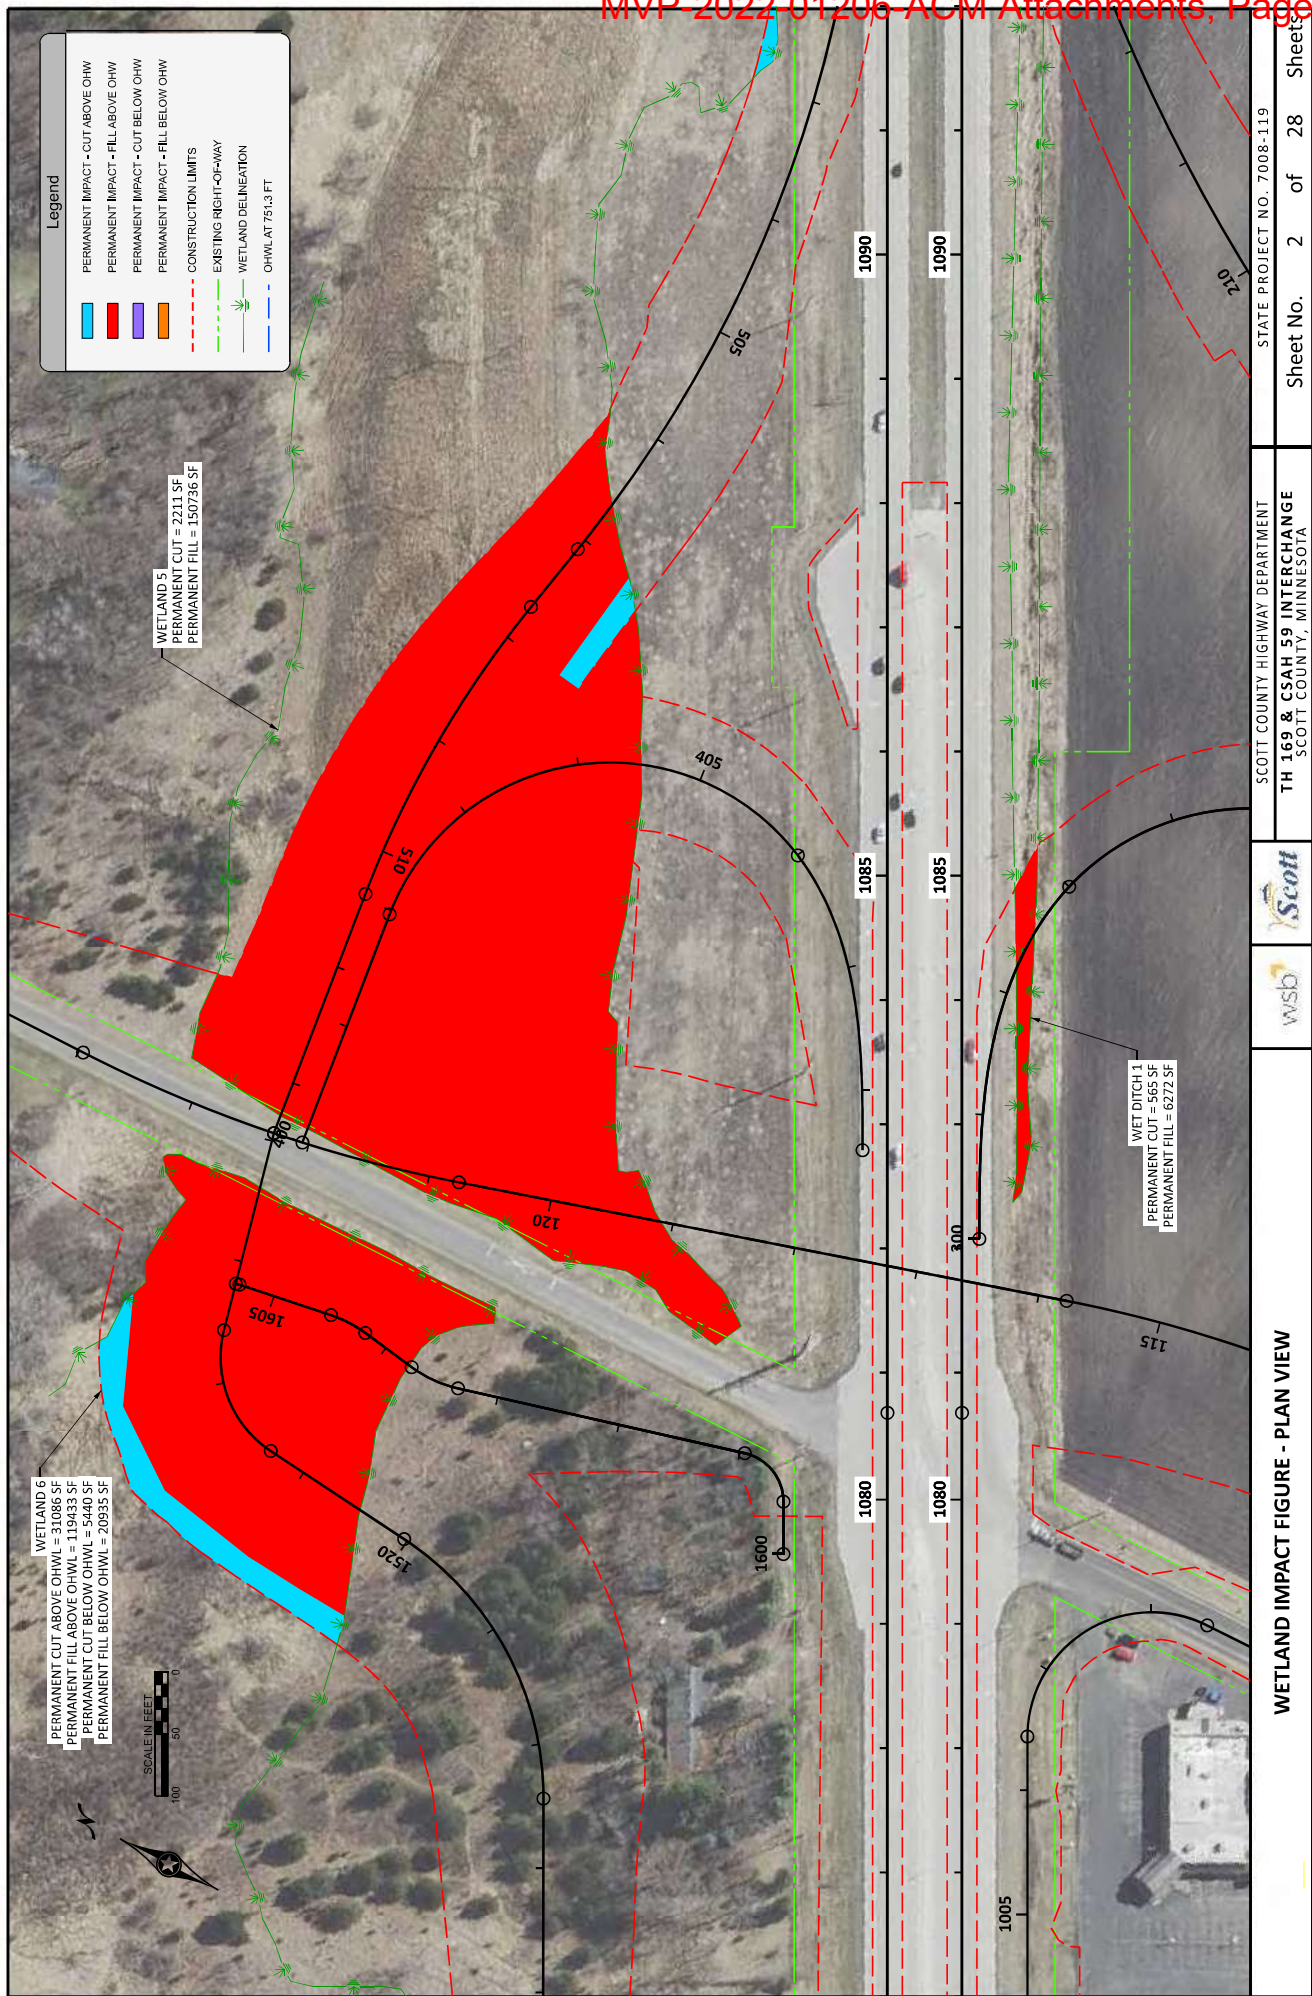 MVP-2022-01206-ACM Attachments, Page
Legend
PERMANENT IMPACT - CUT ABOVE OHW
PERMANENT IMPACT - FILL ABOVE OHW
PERMANENT IMPACT - CUT BELOW OHW
PERMANENT IMPACT - FILL BELOW OHW
CONSTRUCTION LIMITS
EXISTING RIGHT-OF-WAY
WETLAND DELINEATION
OHWL AT 751.3 FT
WETLAND 5
PERMANENT CUT = 2211 SF
PERMANENT FILL = 150736 SF
WETLAND 6
PERMANENT CUT ABOVE OHWL = 31086 SF
PERMANENT FILL ABOVE OHWL = 119433 SF
PERMANENT CUT BELOW OHWL = 5440 SF
PERMANENT FILL BELOW OHWL = 20935 SF
SCALE IN FEET
100
50
0
N
WET DITCH 1
PERMANENT CUT = 565 SF
PERMANENT FILL = 6272 SF
1090
1090
1085
1085
1080
1080
505
510
405
400
120
115
300
210
1605
1600
1520
1005
WETLAND IMPACT FIGURE - PLAN VIEW
wsb
Scott
SCOTT COUNTY HIGHWAY DEPARTMENT
TH 169 & CSAH 59 INTERCHANGE
SCOTT COUNTY, MINNESOTA
STATE PROJECT NO. 7008-119
Sheet No. 2 of 28 Sheets